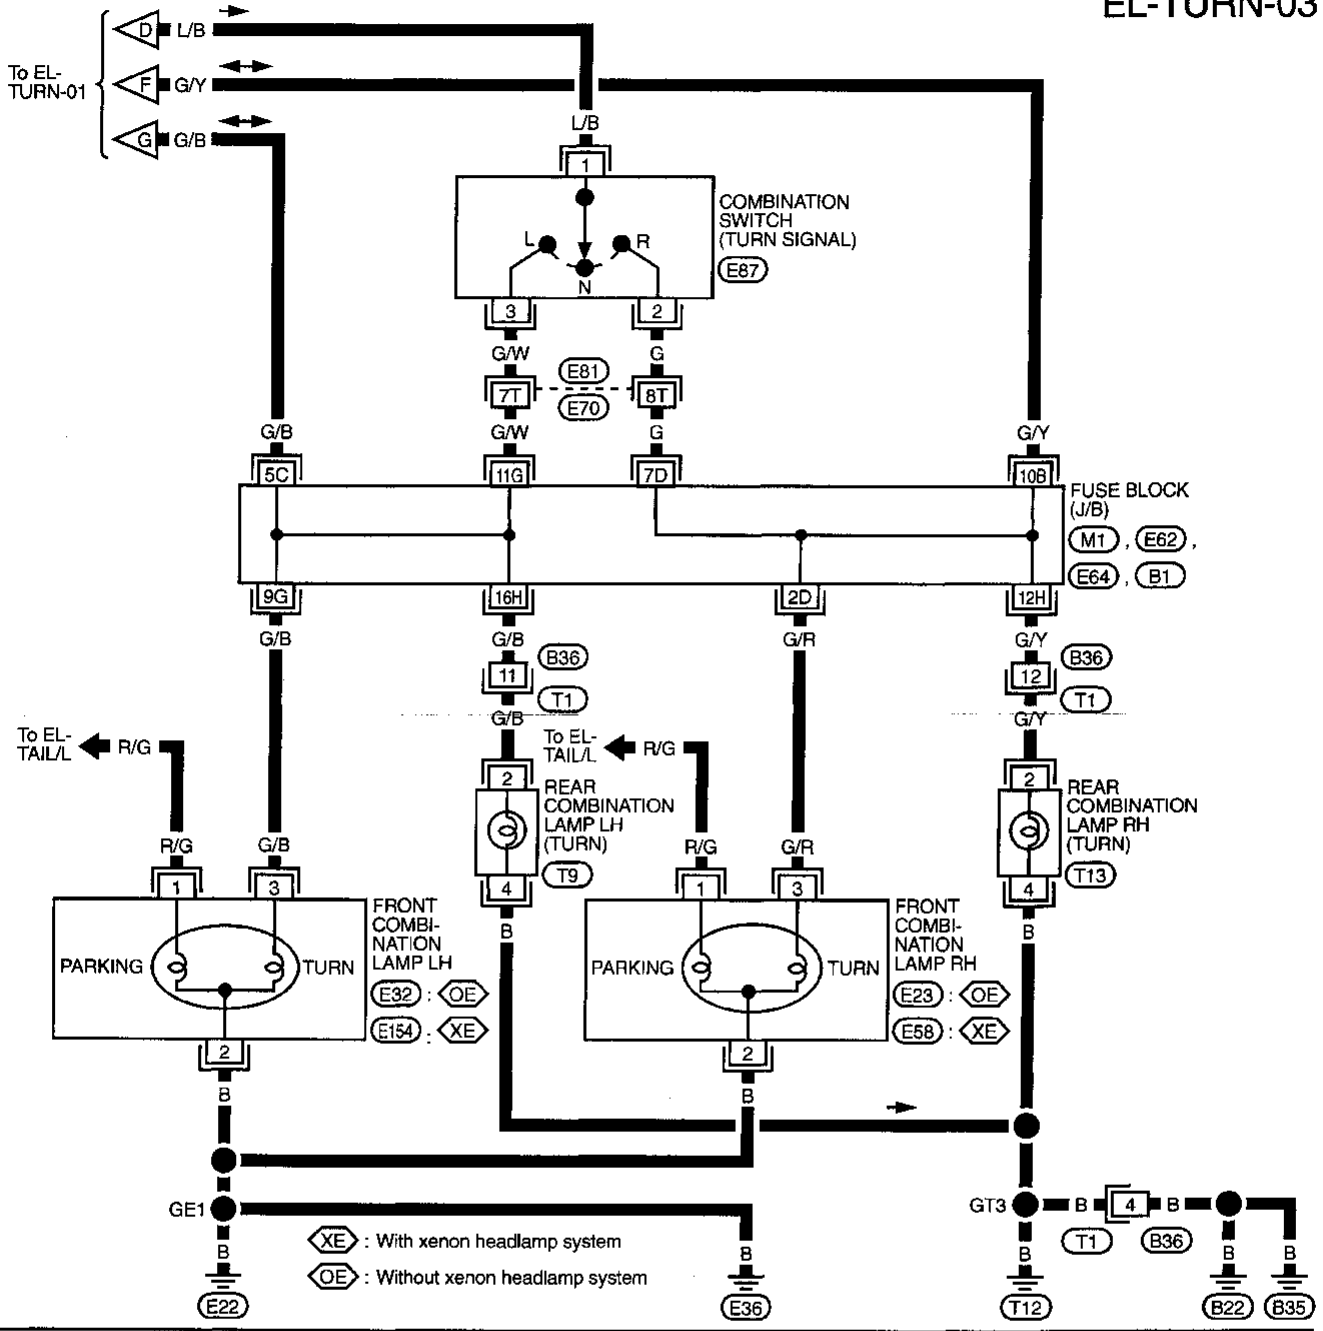 EL-TURN-03
To EL-
TURN-01
D L/B
F G/Y
G G/B
L/B
1
COMBINATION
SWITCH
(TURN SIGNAL)
E87
L
R
N
3
2
G/W
G
E81
7T
8T
E70
G/B
G/W
G
G/Y
5C
11G
7D
10B
FUSE BLOCK
(J/B)
M1 , E62 ,
E64 , B1
9G
16H
2D
12H
G/B
G/B
G/R
G/Y
B36
B36
11
12
T1
T1
G/B
G/Y
To EL-
TAIL/L
R/G
To EL-
TAIL/L
R/G
2
REAR
COMBINATION
LAMP LH
(TURN)
T9
2
REAR
COMBINATION
LAMP RH
(TURN)
T13
R/G
G/B
R/G
G/R
1
3
4
1
3
4
B
B
FRONT
COMBI-
NATION
LAMP LH
E32 : OE
E154 : XE
PARKING
TURN
FRONT
COMBI-
NATION
LAMP RH
E23 : OE
E58 : XE
PARKING
TURN
2
2
B
B
GE1
GT3
B
4
B
T1
B36
XE : With xenon headlamp system
OE : Without xenon headlamp system
B
B
B
B
B
E22
E36
T12
B22
B35